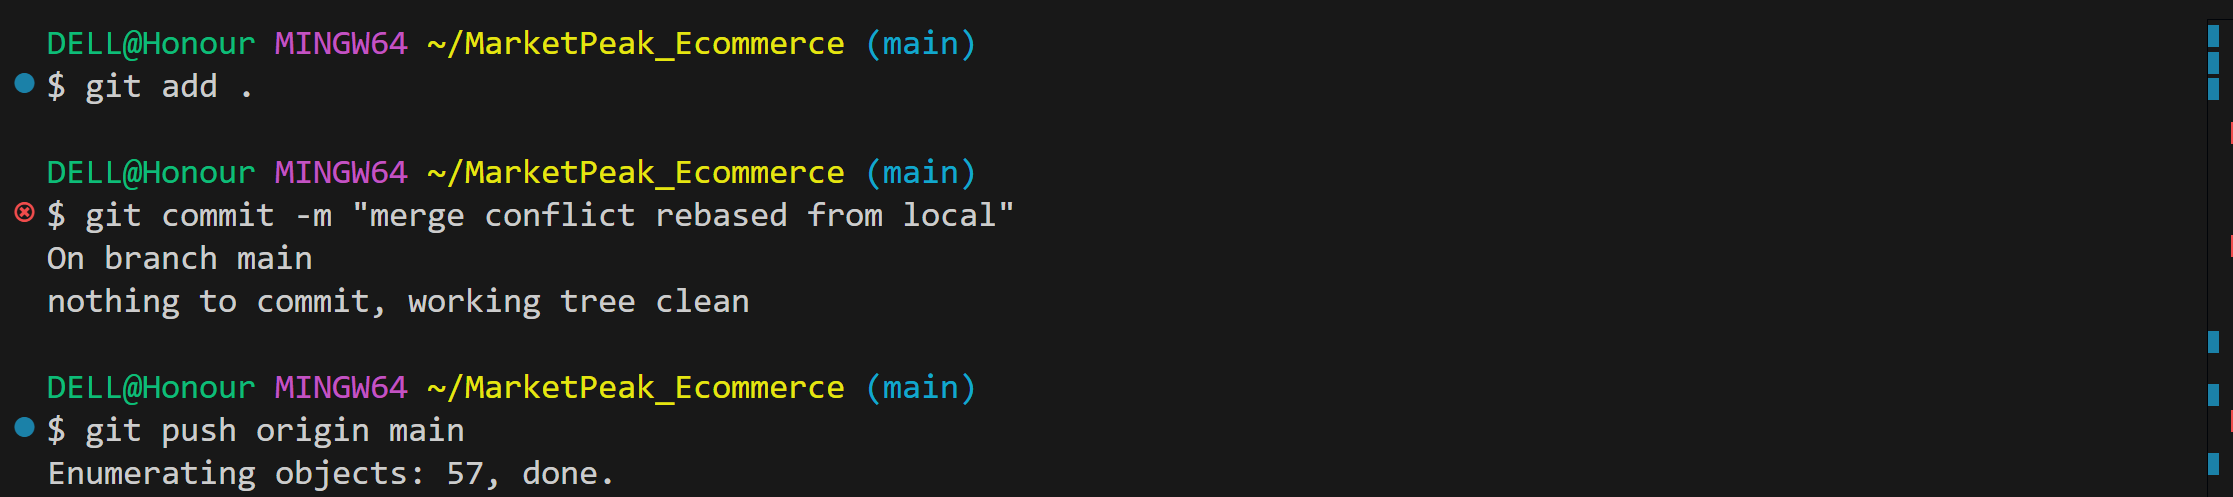 DELL@Honour MINGW64 ~/MarketPeak_Ecommerce (main)
$ git add .
DELL@Honour MINGW64 ~/MarketPeak_Ecommerce (main)
$ git commit -m "merge conflict rebased from local"
On branch main
nothing to commit, working tree clean
DELL@Honour MINGW64 ~/MarketPeak_Ecommerce (main)
$ git push origin main
Enumerating objects: 57, done.